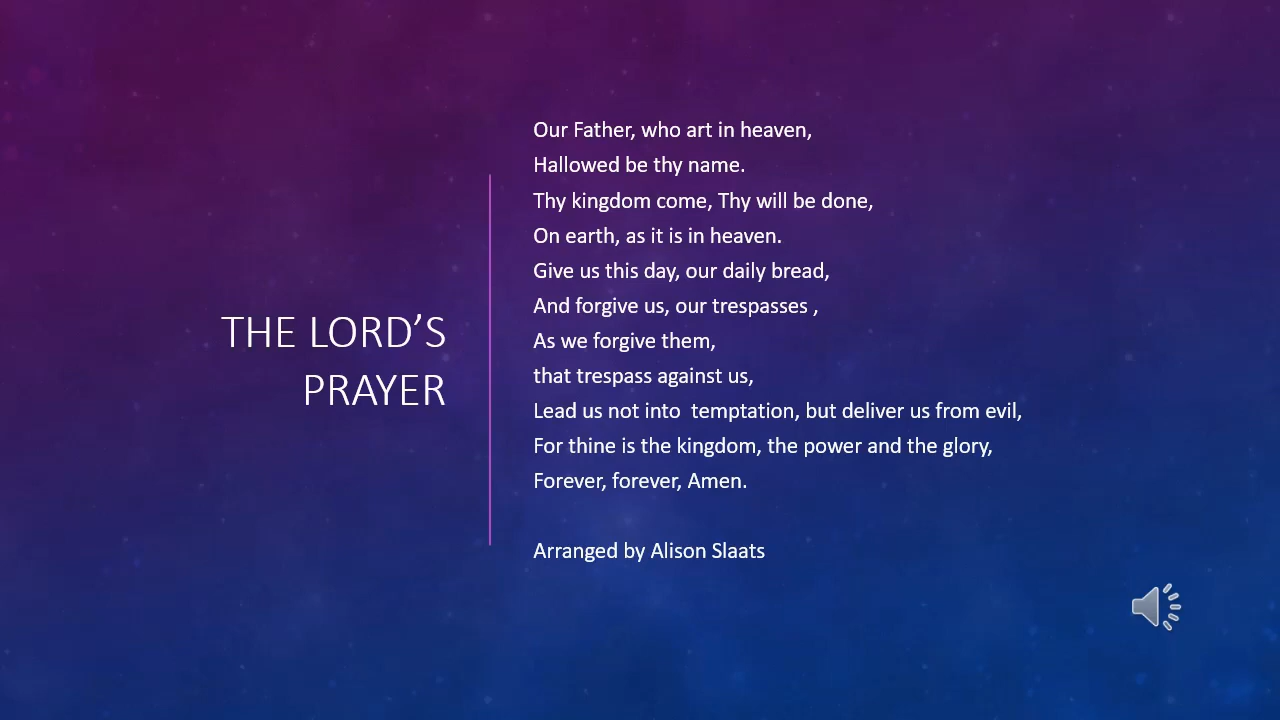 THE LORD’S
PRAYER
Our Father, who art in heaven,
Hallowed be thy name.
Thy kingdom come, Thy will be done,
On earth, as it is in heaven.
Give us this day, our daily bread,
And forgive us, our trespasses ,
As we forgive them,
that trespass against us,
Lead us not into  temptation, but deliver us from evil,
For thine is the kingdom, the power and the glory,
Forever, forever, Amen.
Arranged by Alison Slaats